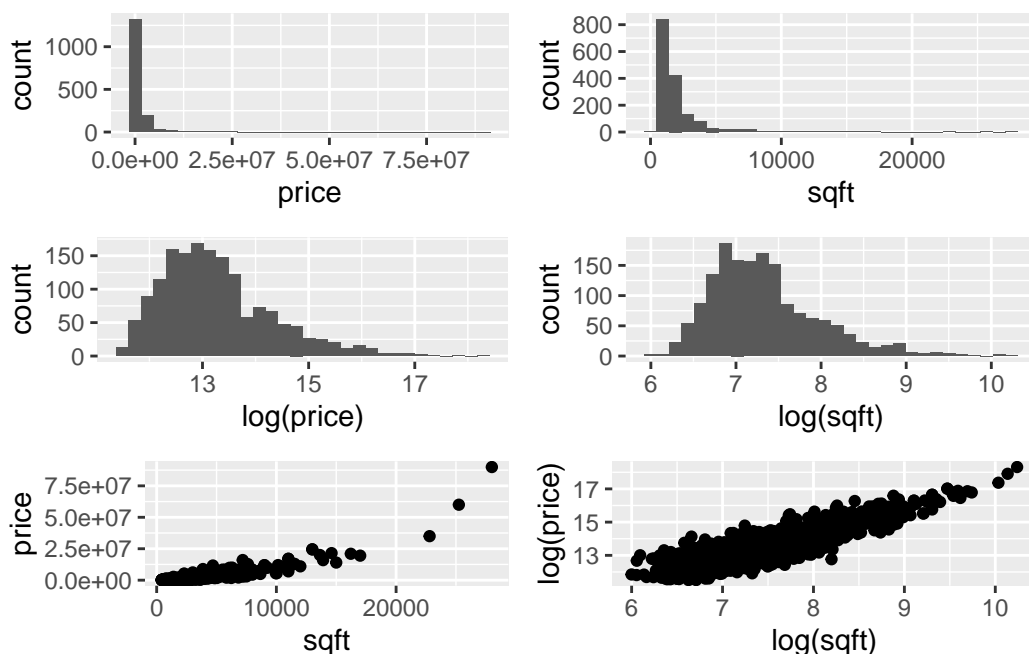 count
1000
500
0
0.0e+00 2.5e+07 5.0e+07 7.5e+07
price
count
800
600
400
200
0
0 10000 20000
sqft
count
150
100
50
0
13 15 17
log(price)
count
150
100
50
0
6 7 8 9 10
log(sqft)
price
7.5e+07
5.0e+07
2.5e+07
0.0e+00
0 10000 20000
sqft
log(price)
17
15
13
6 7 8 9 10
log(sqft)